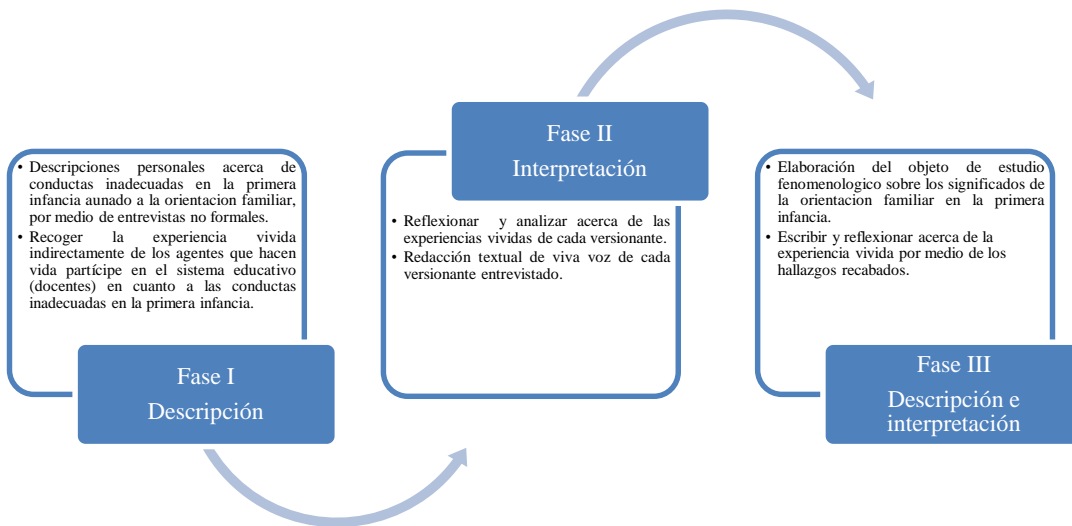 • Descripciones personales acerca de
conductas inadecuadas en la primera
infancia aunado a la orientacion familiar,
por medio de entrevistas no formales.
• Recoger la experiencia vivida
indirectamente de los agentes que hacen
vida partícipe en el sistema educativo
(docentes) en cuanto a las conductas
inadecuadas en la primera infancia.
Fase I
Descripción
Fase II
Interpretación
• Reflexionar y analizar acerca de las
experiencias vividas de cada versionante.
• Redacción textual de viva voz de cada
versionante entrevistado.
• Elaboración del objeto de estudio
fenomenologico sobre los significados de
la orientacion familiar en la primera
infancia.
• Escribir y reflexionar acerca de la
experiencia vivida por medio de los
hallazgos recabados.
Fase III
Descripción e
interpretación